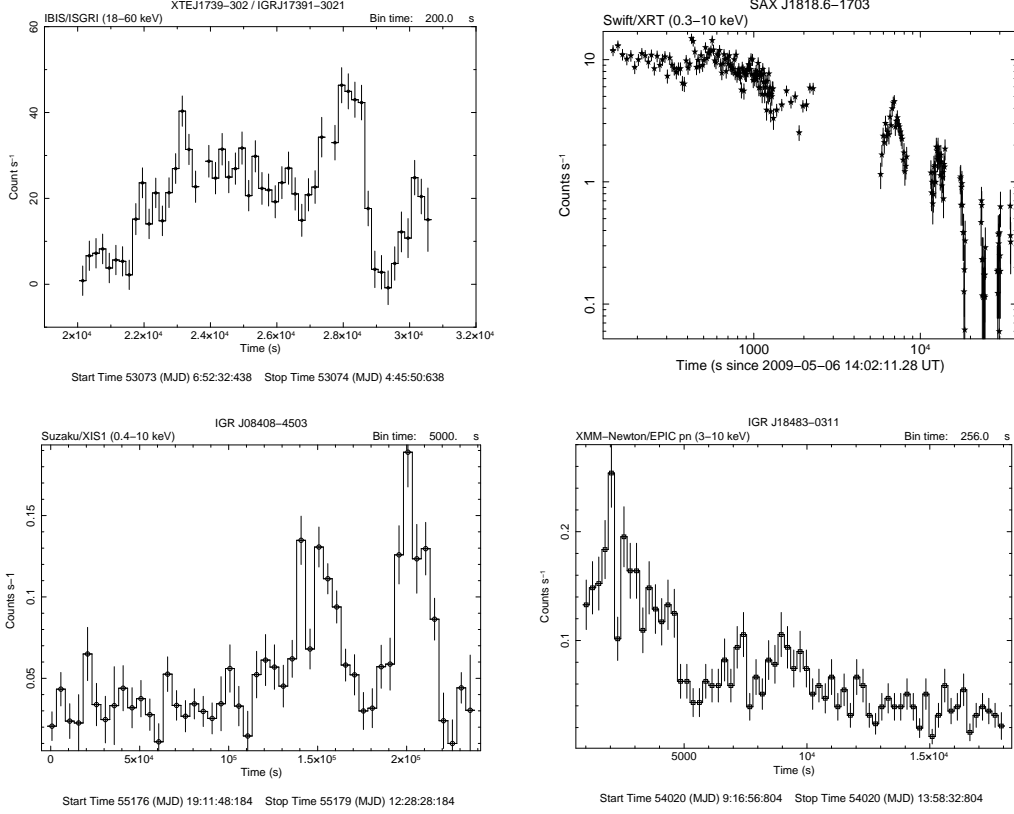 XTEJ1739−302 / IGRJ17391−3021
IBIS/ISGRI (18−60 keV) Bin time: 200.0 s
60
40
20
0
Count s⁻¹
2×10⁴ 2.2×10⁴ 2.4×10⁴ 2.6×10⁴ 2.8×10⁴ 3×10⁴ 3.2×10⁴
Time (s)
Start Time 53073 (MJD) 6:52:32:438 Stop Time 53074 (MJD) 4:45:50:638
SAX J1818.6−1703
Swift/XRT (0.3−10 keV)
10
1
0.1
Counts s⁻¹
1000 10⁴
Time (s since 2009−05−06 14:02:11.28 UT)
IGR J08408−4503
Suzaku/XIS1 (0.4−10 keV) Bin time: 5000. s
0.15
0.1
0.05
Counts s−1
0 5×10⁴ 10⁵ 1.5×10⁵ 2×10⁵
Time (s)
Start Time 55176 (MJD) 19:11:48:184 Stop Time 55179 (MJD) 12:28:28:184
IGR J18483−0311
XMM−Newton/EPIC pn (3−10 keV) Bin time: 256.0 s
0.2
0.1
Counts s⁻¹
5000 10⁴ 1.5×10⁴
Time (s)
Start Time 54020 (MJD) 9:16:56:804 Stop Time 54020 (MJD) 13:58:32:804